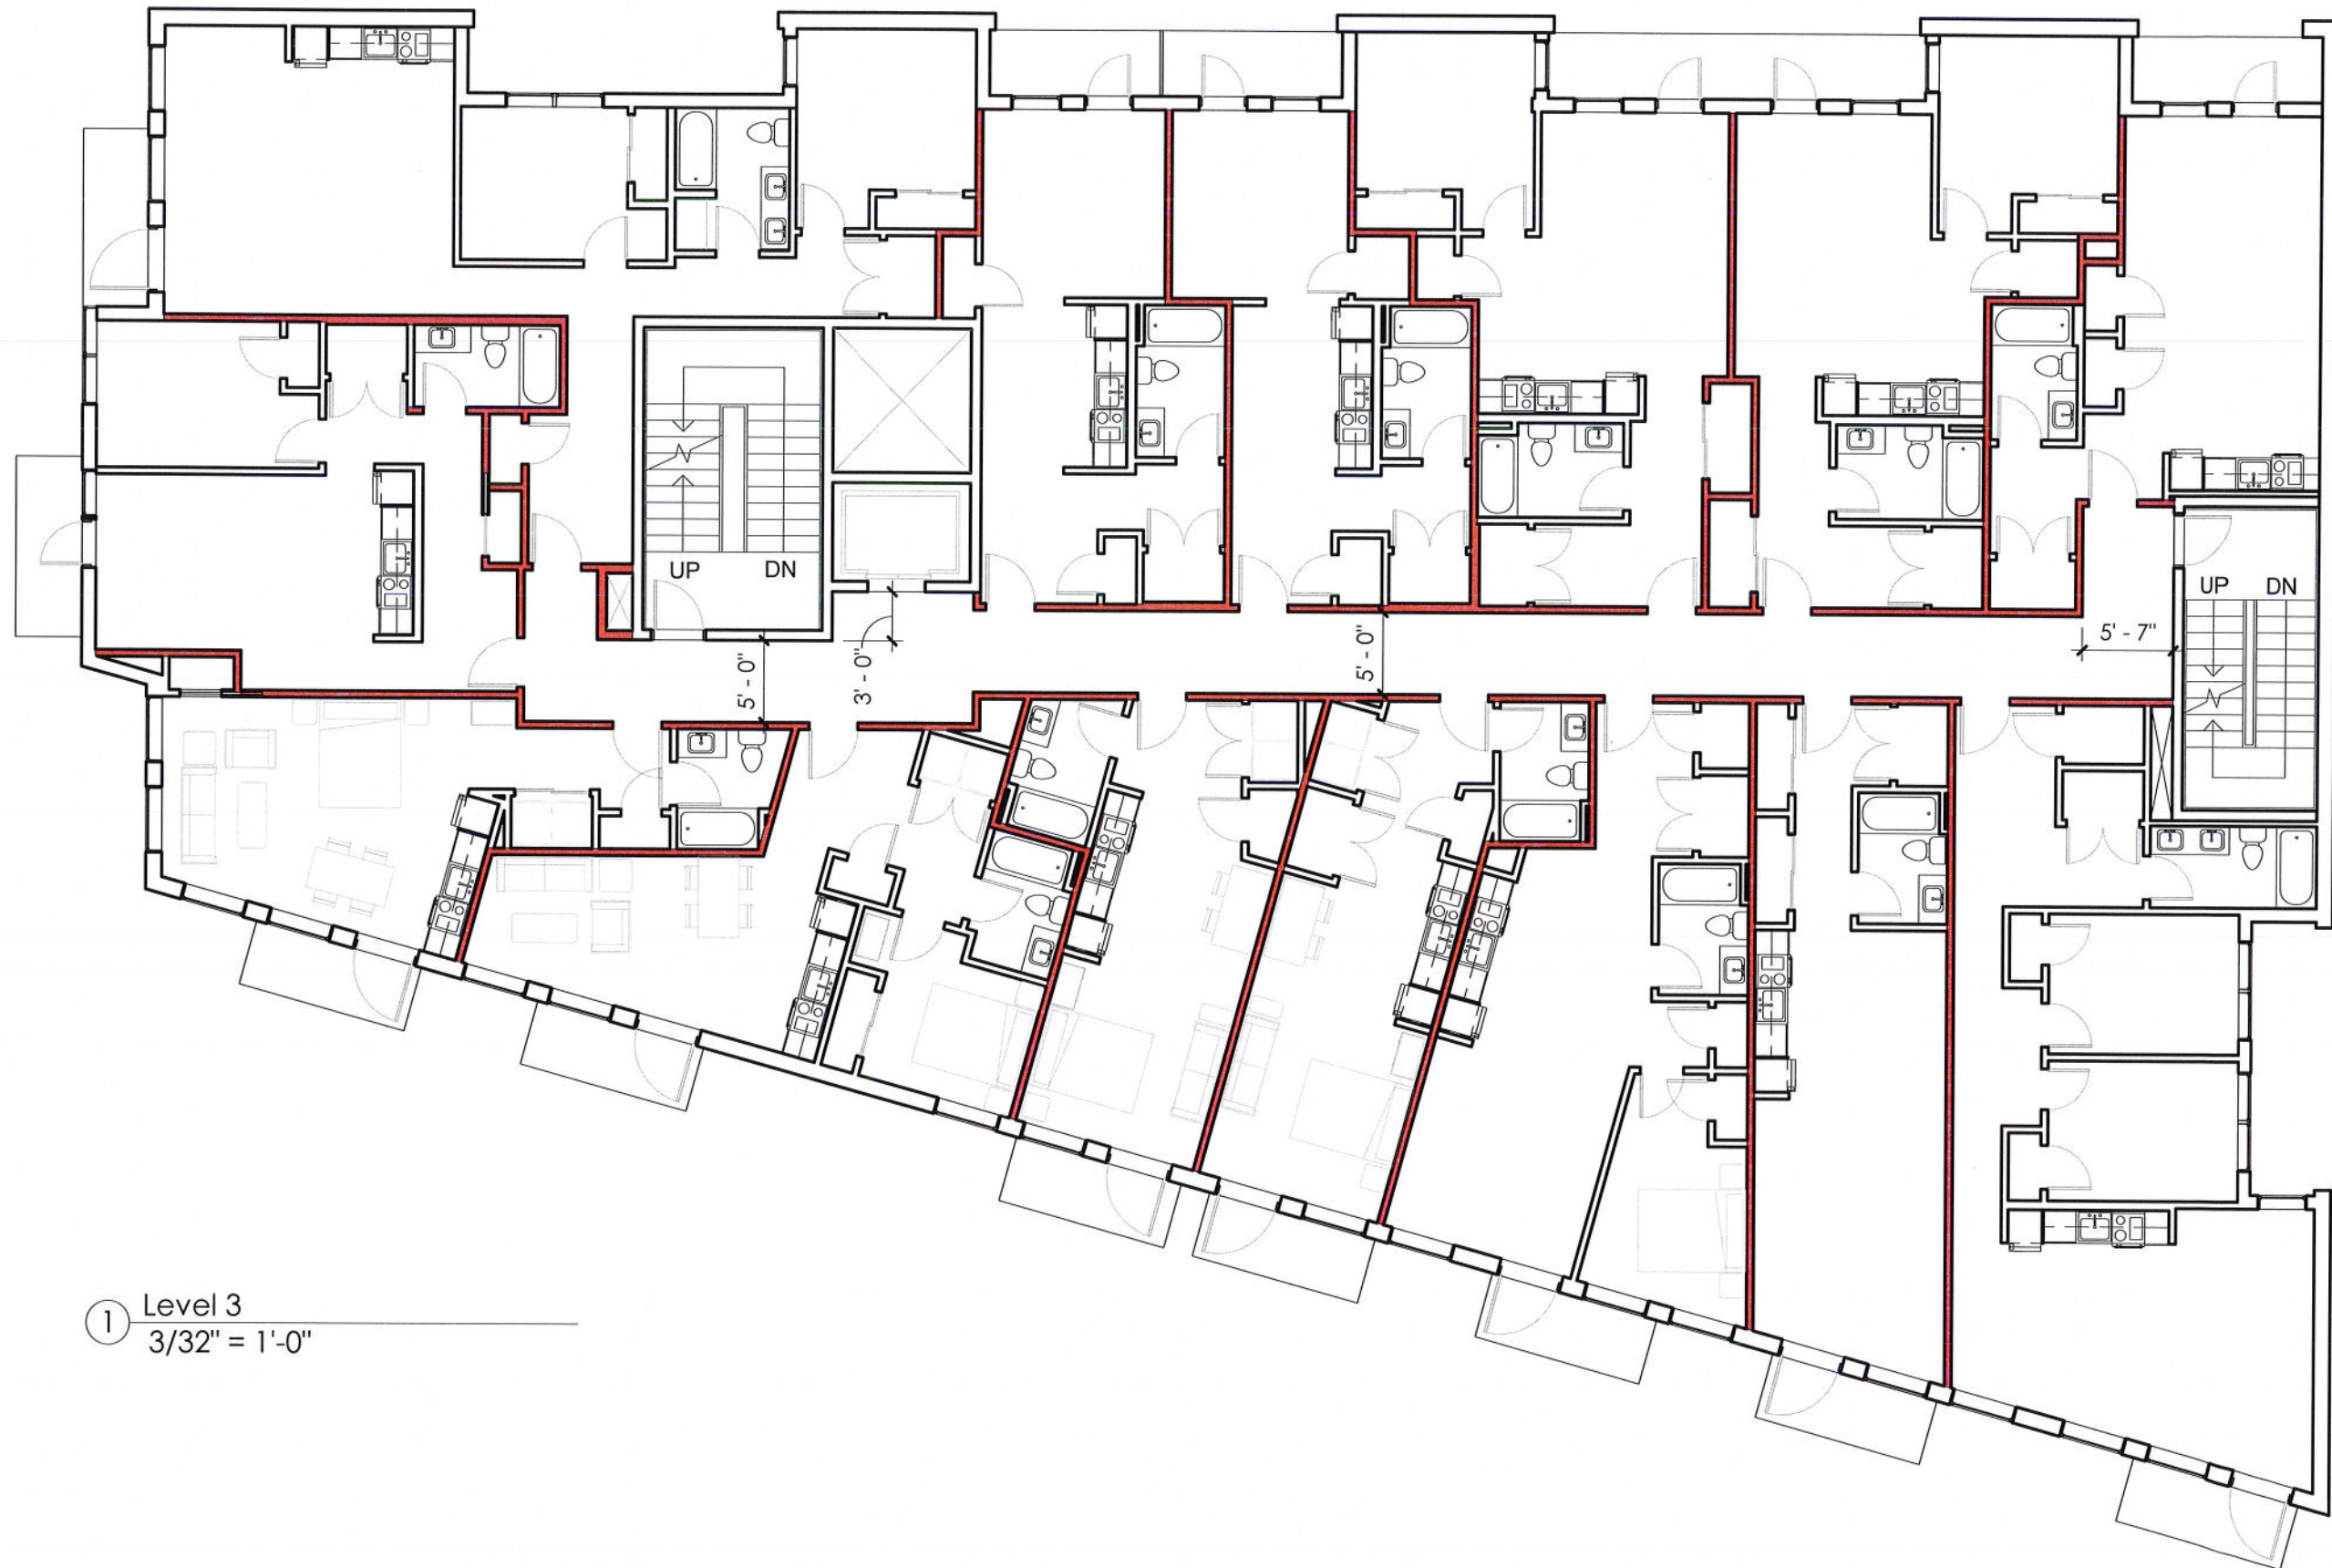 UP
DN
UP
DN
5' - 0"
3' - 0"
5' - 0"
5' - 7"
1
Level 3
3/32" = 1'-0"